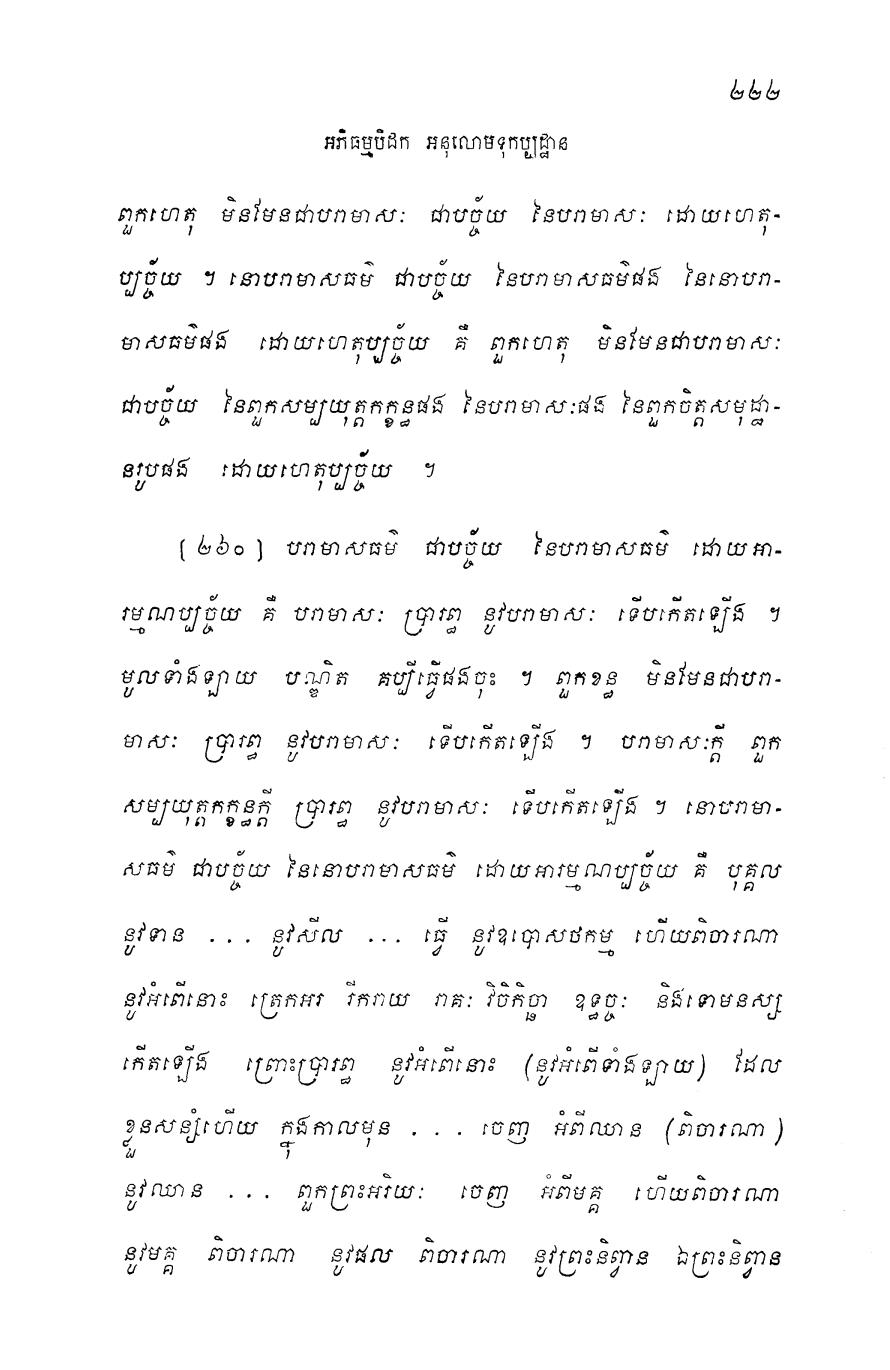 ២២២
អភិធម្មបិដក អនុលោមទុកប្បដ្ឋាន
ពួកហេតុ មិនមែនជាបរាមាសៈ ជាបច្ច័យ នៃបរាមាសៈ ដោយហេតុ-
ប្បច្ច័យ ។ នោបរាមាសធម៌ ជាបច្ច័យ នៃបរាមាសធម៌ផង នៃនោបរា-
មាសធម៌ផង ដោយហេតុប្បច្ច័យ គឺ ពួកហេតុ មិនមែនជាបរាមាសៈ
ជាបច្ច័យ នៃពួកសម្បយុត្តកក្ខន្ធផង នៃបរាមាសៈផង នៃពួកចិត្តសមុដ្ឋា-
នរូបផង ដោយហេតុប្បច្ច័យ ។
[២៦០] បរាមាសធម៌ ជាបច្ច័យ នៃបរាមាសធម៌ ដោយអា-
រម្មណប្បច្ច័យ គឺ បរាមាសៈ ប្រារព្ធ នូវបរាមាសៈ ទើបកើតឡើង ។
មូលទាំងឡាយ បណ្ឌិត គប្បីធ្វើផងចុះ ។ ពួកខន្ធ មិនមែនជាបរា-
មាសៈ ប្រារព្ធ នូវបរាមាសៈ ទើបកើតឡើង ។ បរាមាសៈក្តី ពួក
សម្បយុត្តកក្ខន្ធក្តី ប្រារព្ធ នូវបរាមាសៈ ទើបកើតឡើង ។ នោបរាមា-
សធម៌ ជាបច្ច័យ នៃនោបរាមាសធម៌ ដោយអារម្មណប្បច្ច័យ គឺ បុគ្គល
នូវទាន ... នូវសីល ... ធ្វើ នូវឧបោសថកម្ម ហើយពិចារណា
នូវអំពើនោះ ត្រេកអរ រីករាយ រាគៈ វិចិកិច្ឆា ឧទ្ធច្ចៈ និងទោមនស្ស
កើតឡើង ព្រោះប្រារព្ធ នូវអំពើនោះ (នូវអំពើទាំងឡាយ) ដែល
ខ្លួនសន្សំហើយ ក្នុងកាលមុន ... ចេញ អំពីឈាន (ពិចារណា)
នូវឈាន ... ពួកព្រះអរិយៈ ចេញ អំពីមគ្គ ហើយពិចារណា
នូវមគ្គ ពិចារណា នូវផល ពិចារណា នូវព្រះនិព្វាន ឯព្រះនិព្វាន